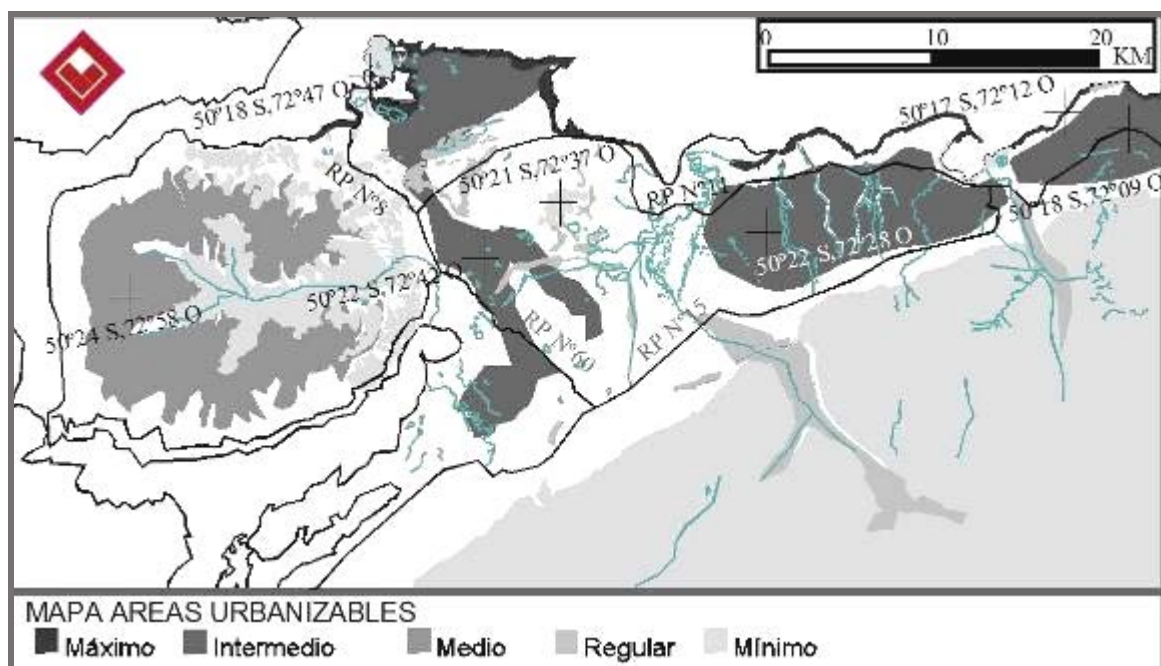 0 10 20
KM
50°18 S,72°47 O
50°17 S,72°12 O
RP N°8
50°21 S,72°37 O
RP N°11
50°18 S,72°09 O
50°22 S,72°28 O
50°22 S,72°42 O
50°24 S,72°58 O
RP N°60
RP N°15
MAPA AREAS URBANIZABLES
Máximo Intermedio Medio Regular Mínimo